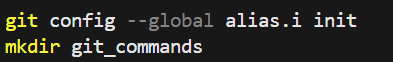 git config --global alias.i init
mkdir git_commands